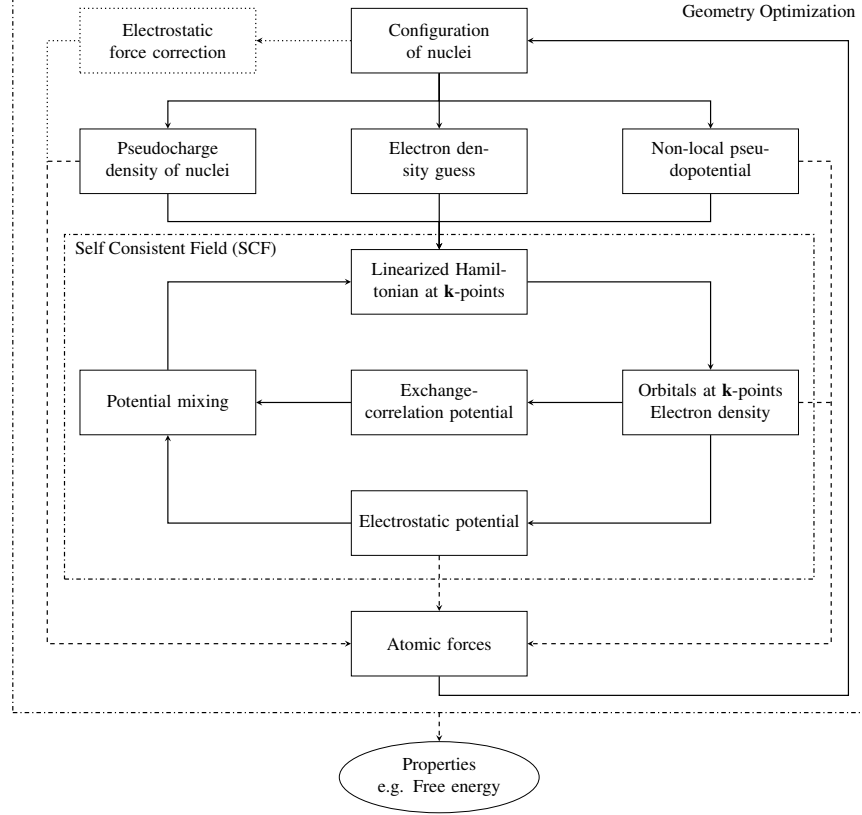 Geometry Optimization
Electrostatic
force correction
Configuration
of nuclei
Pseudocharge
density of nuclei
Electron den-
sity guess
Non-local pseu-
dopotential
Self Consistent Field (SCF)
Linearized Hamil-
tonian at k-points
Potential mixing
Exchange-
correlation potential
Orbitals at k-points
Electron density
Electrostatic potential
Atomic forces
Properties
e.g. Free energy